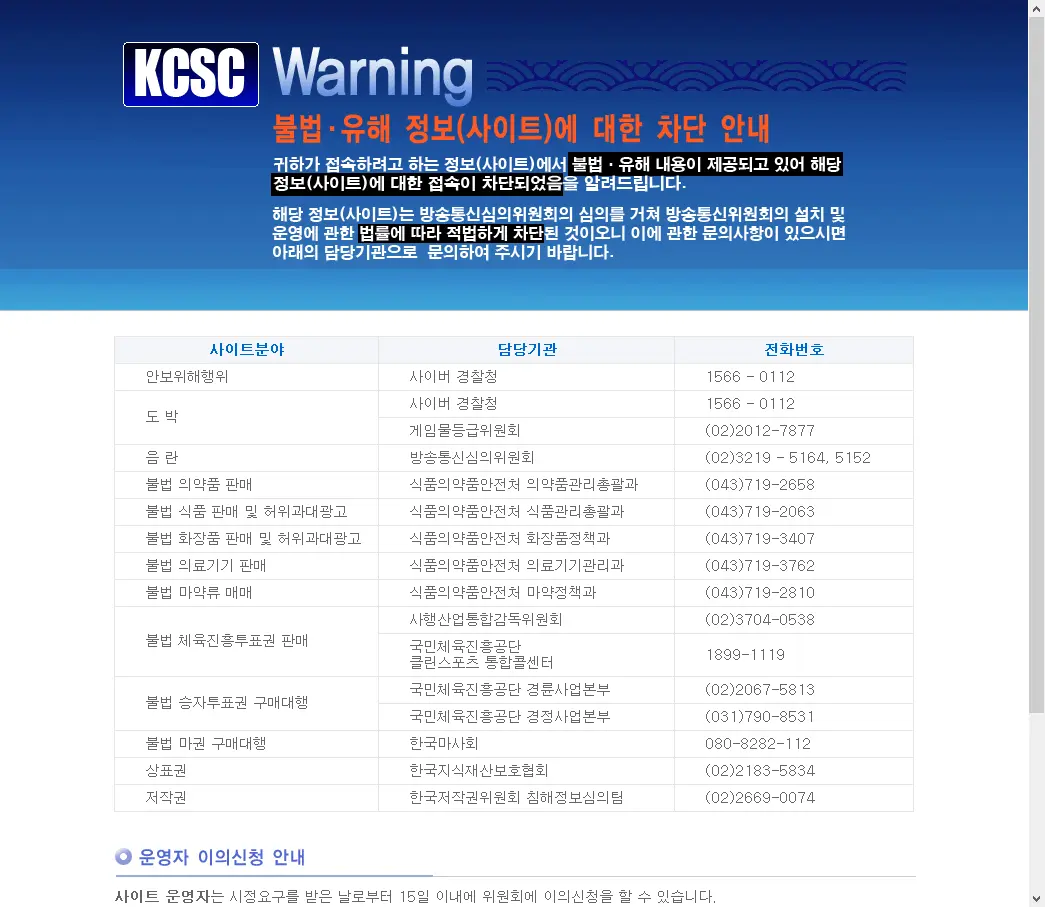 KCSC Warning
불법·유해 정보(사이트)에 대한 차단 안내
귀하가 접속하려고 하는 정보(사이트)에서 불법 · 유해 내용이 제공되고 있어 해당
정보(사이트)에 대한 접속이 차단되었음을 알려드립니다.
해당 정보(사이트)는 방송통신심의위원회의 심의를 거쳐 방송통신위원회의 설치 및
운영에 관한 법률에 따라 적법하게 차단된 것이오니 이에 관한 문의사항이 있으시면
아래의 담당기관으로 문의하여 주시기 바랍니다.
사이트분야 담당기관 전화번호
안보위해행위 사이버 경찰청 1566 - 0112
도 박 사이버 경찰청 1566 - 0112
게임물등급위원회 (02)2012-7877
음 란 방송통신심의위원회 (02)3219 - 5164, 5152
불법 의약품 판매 식품의약품안전처 의약품관리총괄과 (043)719-2658
불법 식품 판매 및 허위과대광고 식품의약품안전처 식품관리총괄과 (043)719-2063
불법 화장품 판매 및 허위과대광고 식품의약품안전처 화장품정책과 (043)719-3407
불법 의료기기 판매 식품의약품안전처 의료기기관리과 (043)719-3762
불법 마약류 매매 식품의약품안전처 마약정책과 (043)719-2810
불법 체육진흥투표권 판매 사행산업통합감독위원회 (02)3704-0538
국민체육진흥공단
클린스포츠 통합콜센터 1899-1119
불법 승자투표권 구매대행 국민체육진흥공단 경륜사업본부 (02)2067-5813
국민체육진흥공단 경정사업본부 (031)790-8531
불법 마권 구매대행 한국마사회 080-8282-112
상표권 한국지식재산보호협회 (02)2183-5834
저작권 한국저작권위원회 침해정보심의팀 (02)2669-0074
운영자 이의신청 안내
사이트 운영자는 시정요구를 받은 날로부터 15일 이내에 위원회에 이의신청을 할 수 있습니다.